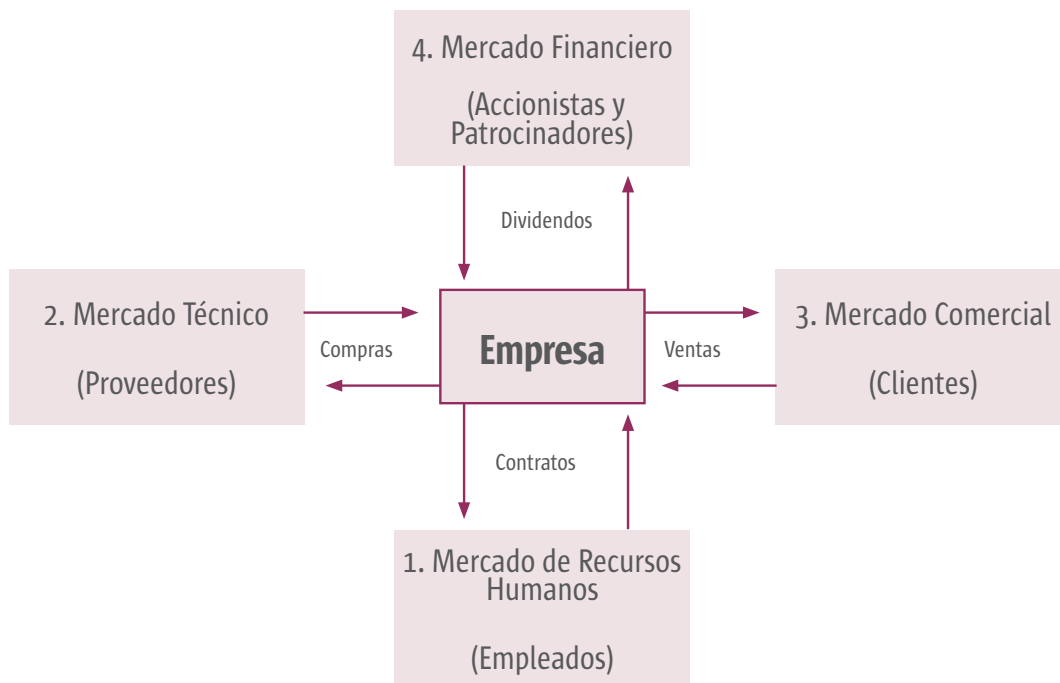 4. Mercado Financiero
(Accionistas y
Patrocinadores)
Dividendos
2. Mercado Técnico
(Proveedores)
Compras
Empresa
Ventas
3. Mercado Comercial
(Clientes)
Contratos
1. Mercado de Recursos
Humanos
(Empleados)